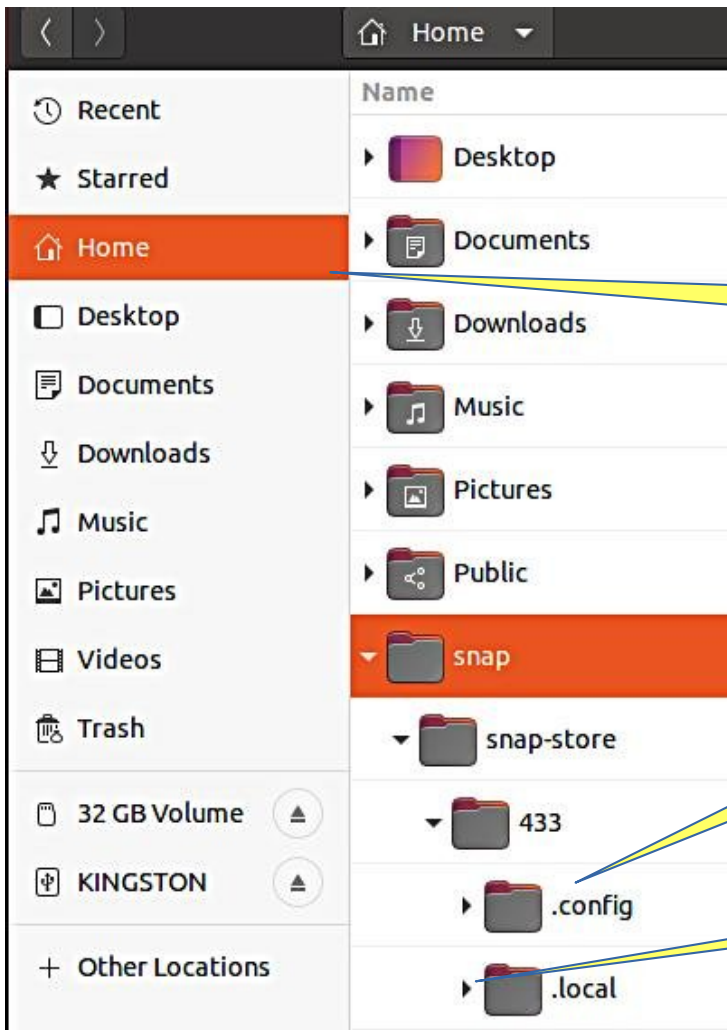 Home
Recent
Starred
Home
Desktop
Documents
Downloads
Music
Pictures
Videos
Trash
32 GB Volume
KINGSTON
+ Other Locations
Name
Desktop
Documents
Downloads
Music
Pictures
Public
snap
snap-store
433
.config
.local